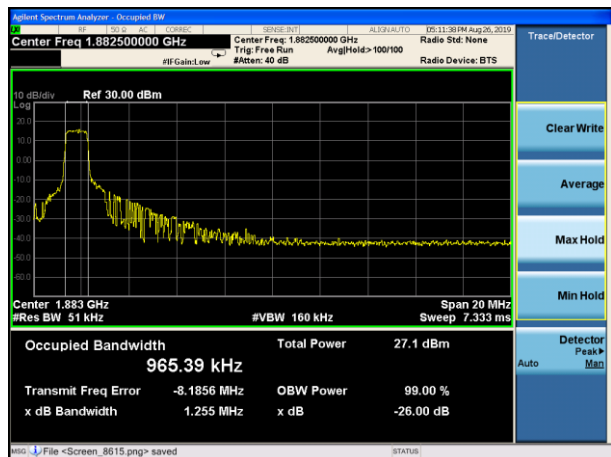 Agilent Spectrum Analyzer - Occupied BW
RF 50 Ω AC CORREC SENSE:INT ALIGNAUTO 05:11:38 PM Aug 26, 2019
Center Freq 1.882500000 GHz
Center Freq: 1.882500000 GHz
Radio Std: None
Trig: Free Run Avg|Hold:>100/100
#IFGain:Low #Atten: 40 dB Radio Device: BTS
Trace/Detector
10 dB/div Ref 30.00 dBm
Log
20.0
10.0
0.00
-10.0
-20.0
-30.0
-40.0
-50.0
-60.0
Clear Write
Average
Max Hold
Min Hold
Detector
Peak▶
Auto Man
Center 1.883 GHz Span 20 MHz
#Res BW 51 kHz #VBW 160 kHz Sweep 7.333 ms
Occupied Bandwidth Total Power 27.1 dBm
965.39 kHz
Transmit Freq Error -8.1856 MHz OBW Power 99.00 %
x dB Bandwidth 1.255 MHz x dB -26.00 dB
MSG File <Screen_8615.png> saved STATUS